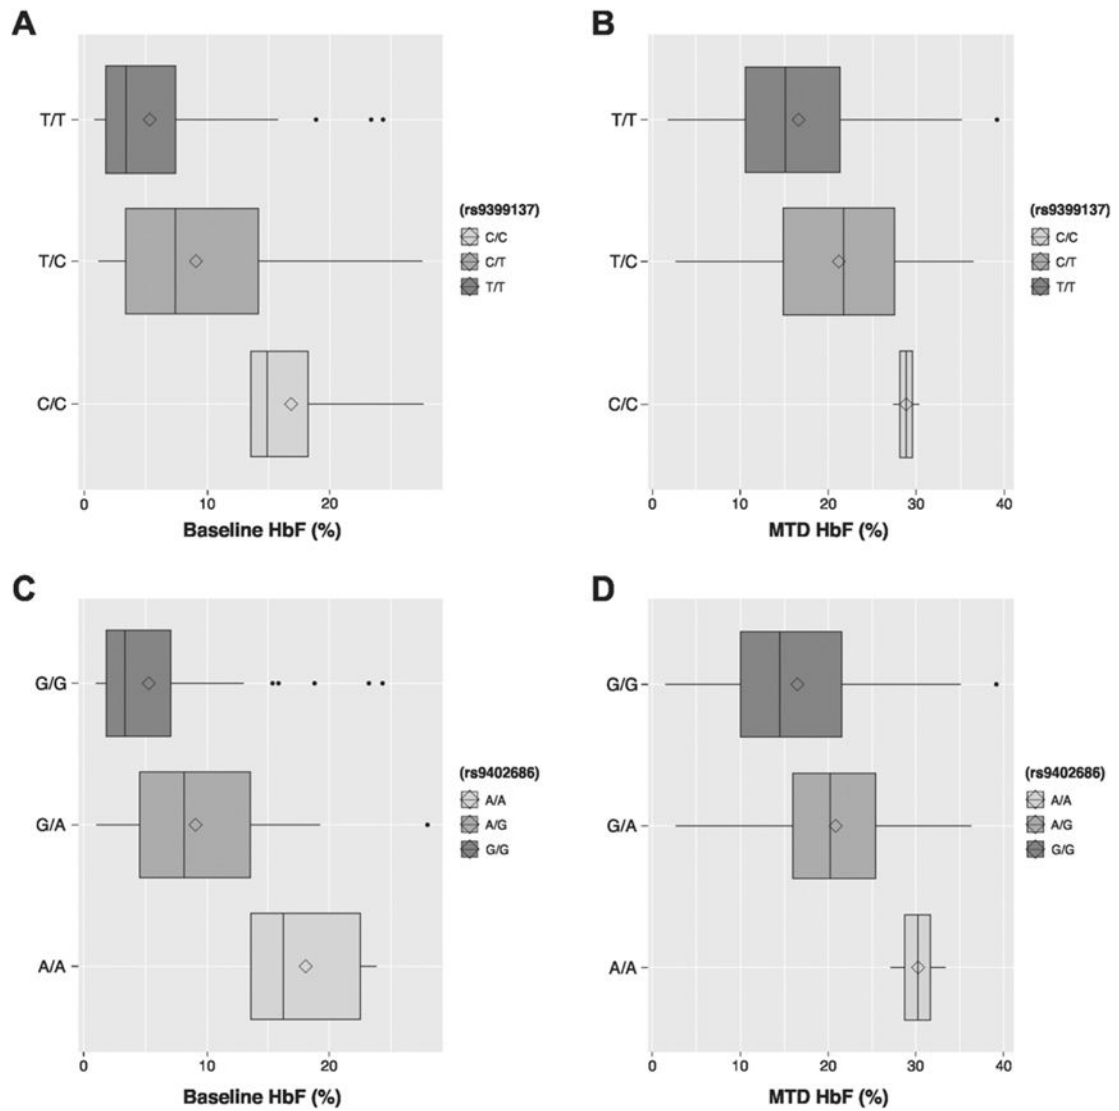 A
T/T
T/C
C/C
0 10 20
Baseline HbF (%)
(rs9399137)
C/C
C/T
T/T
B
T/T
T/C
C/C
0 10 20 30 40
MTD HbF (%)
(rs9399137)
C/C
C/T
T/T
C
G/G
G/A
A/A
0 10 20
Baseline HbF (%)
(rs9402686)
A/A
A/G
G/G
D
G/G
G/A
A/A
0 10 20 30 40
MTD HbF (%)
(rs9402686)
A/A
A/G
G/G